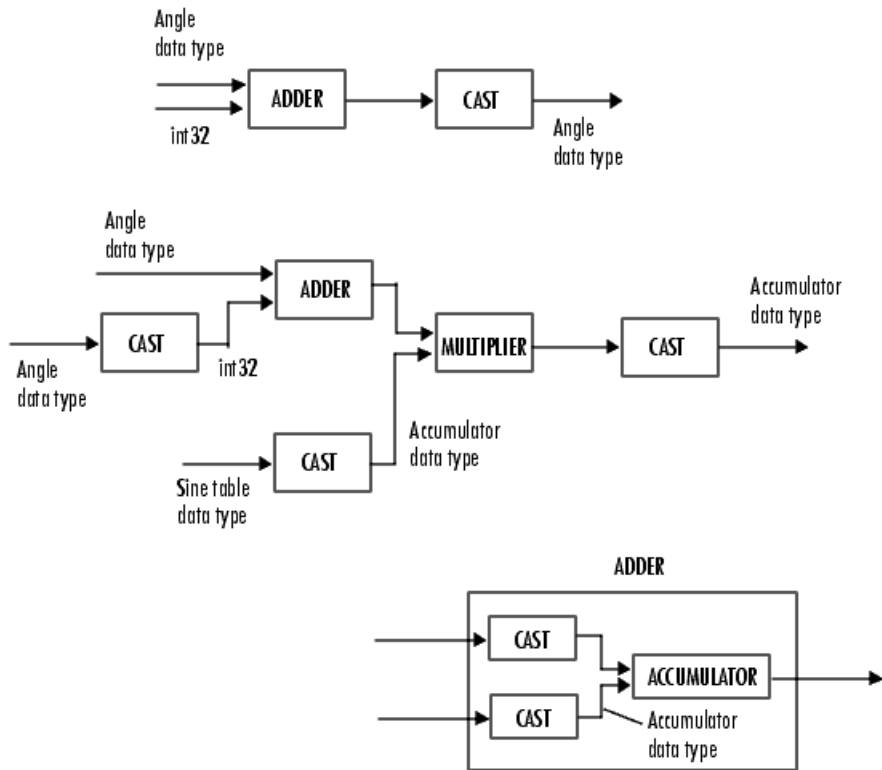 Angle
data type
ADDER
CAST
int32
Angle
data type
Angle
data type
ADDER
Accumulator
data type
CAST
MULTIPLIER
CAST
Angle
data type
int32
CAST
Accumulator
data type
Sine table
data type
ADDER
CAST
ACCUMULATOR
CAST
Accumulator
data type